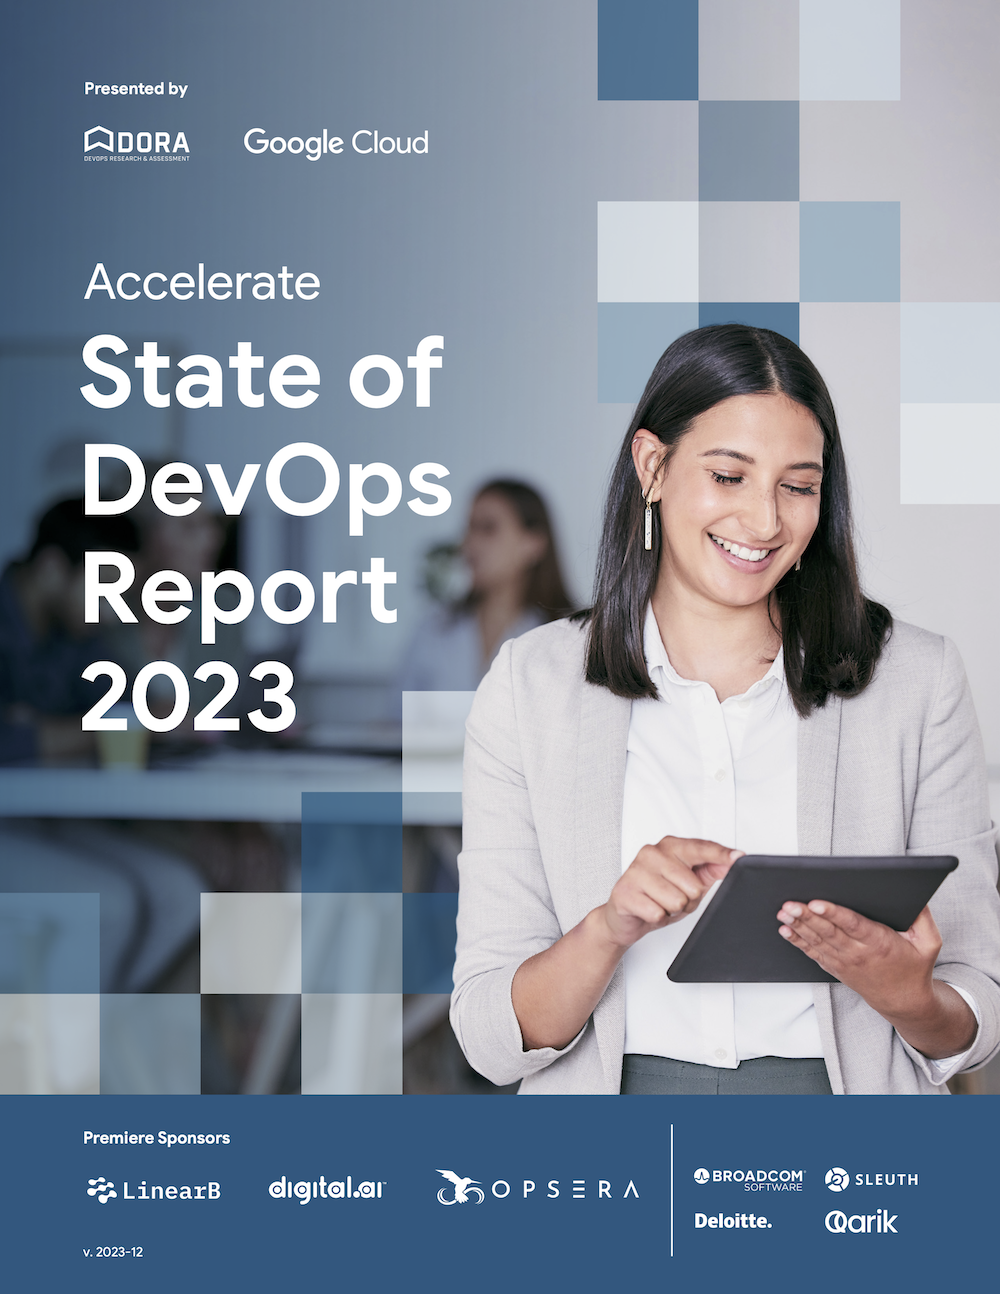 Presented by
DORA
DEVOPS RESEARCH & ASSESSMENT
Google Cloud
Accelerate
State of
DevOps
Report
2023
Premiere Sponsors
LinearB
digital.ai
OPSERA
BROADCOM
SOFTWARE
SLEUTH
Deloitte.
Qarik
v. 2023-12